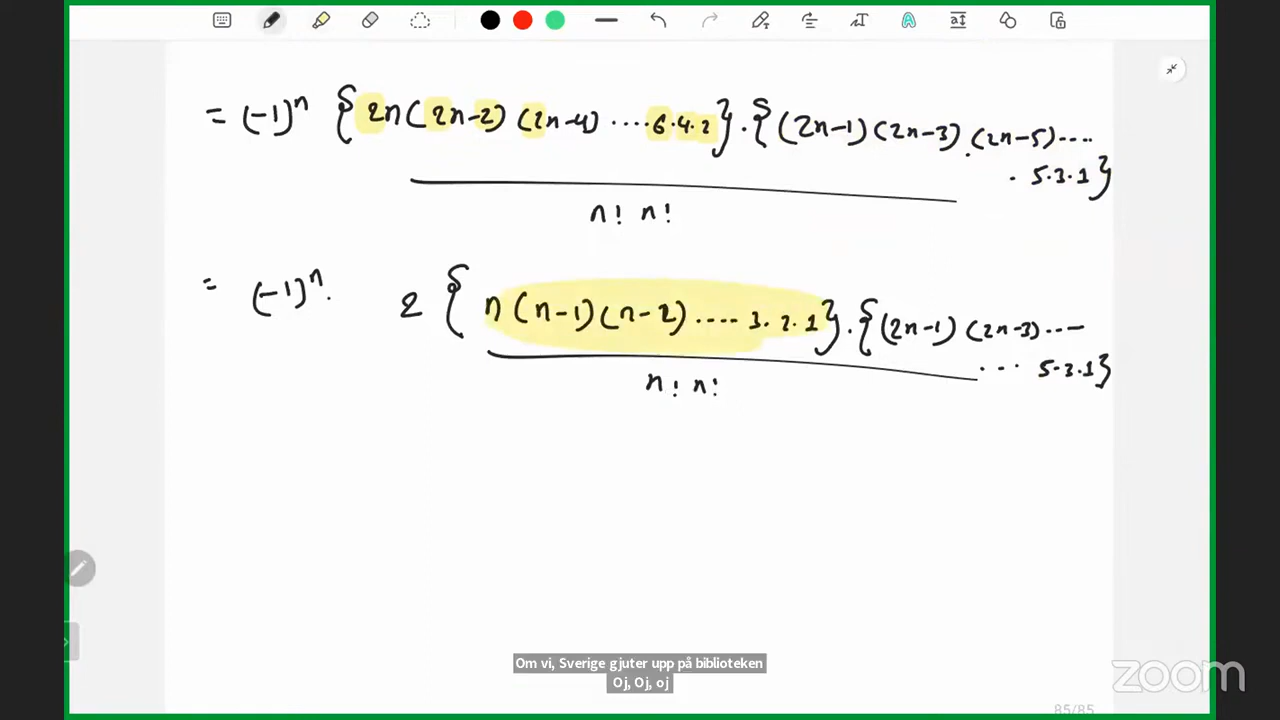 = (-1)^n {2n(2n-2)(2n-4)....6.4.2}.{(2n-1)(2n-3).(2n-5)....
. 5.3.1}
n! n!
= (-1)^n. 2 {n(n-1)(n-2)....3.2.1}.{(2n-1)(2n-3)....
... 5.3.1}
n! n!
Om vi, Sverige gjuter upp på biblioteken
Oj, Oj, oj
zoom
85/85